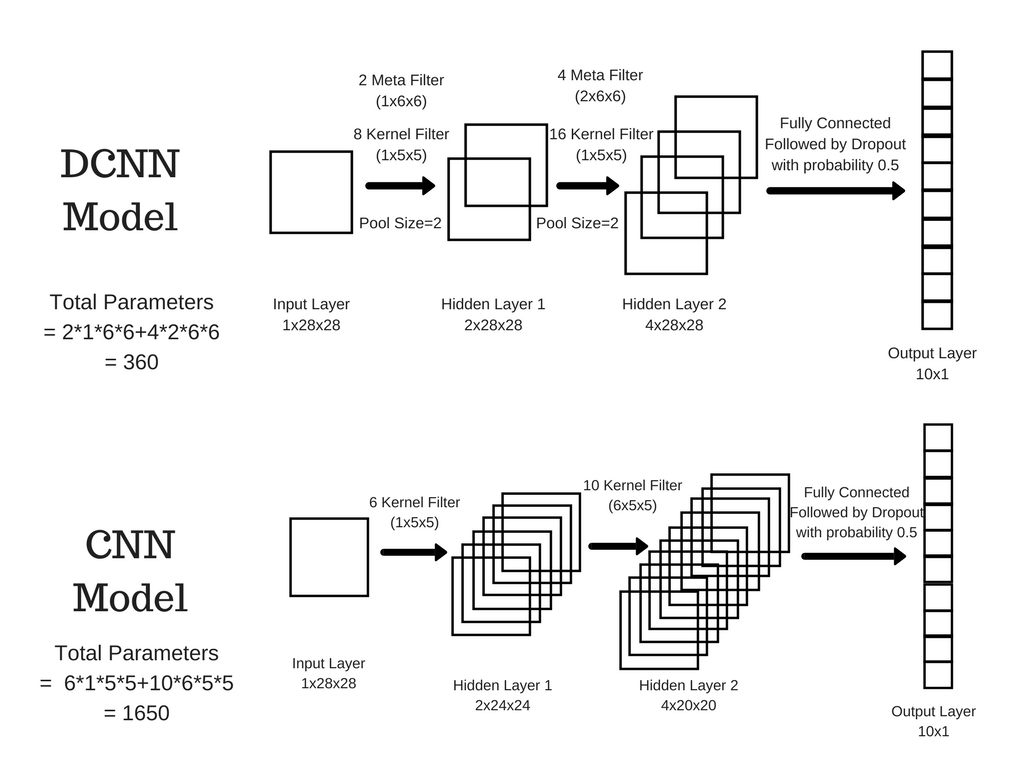 DCNN
Model
Total Parameters
= 2*1*6*6+4*2*6*6
= 360
2 Meta Filter
(1x6x6)
8 Kernel Filter
(1x5x5)
Pool Size=2
4 Meta Filter
(2x6x6)
16 Kernel Filter
(1x5x5)
Pool Size=2
Fully Connected
Followed by Dropout
with probability 0.5
Input Layer
1x28x28
Hidden Layer 1
2x28x28
Hidden Layer 2
4x28x28
Output Layer
10x1
CNN
Model
Total Parameters
= 6*1*5*5+10*6*5*5
= 1650
6 Kernel Filter
(1x5x5)
10 Kernel Filter
(6x5x5)
Fully Connected
Followed by Dropout
with probability 0.5
Input Layer
1x28x28
Hidden Layer 1
2x24x24
Hidden Layer 2
4x20x20
Output Layer
10x1